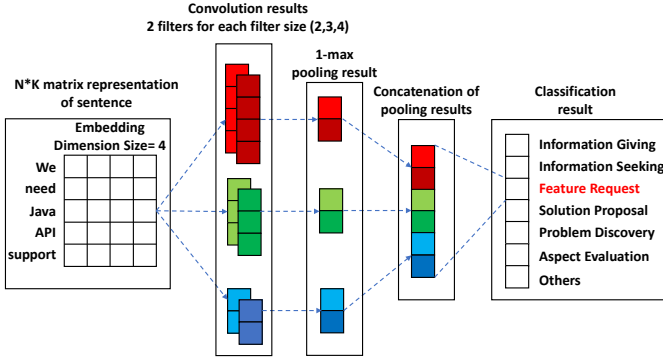 Convolution results
2 filters for each filter size (2,3,4)
1-max
pooling result
N*K matrix representation
of sentence
Concatenation of
pooling results
Classification
result
Embedding
Dimension Size= 4
We
need
Java
API
support
Information Giving
Information Seeking
Feature Request
Solution Proposal
Problem Discovery
Aspect Evaluation
Others